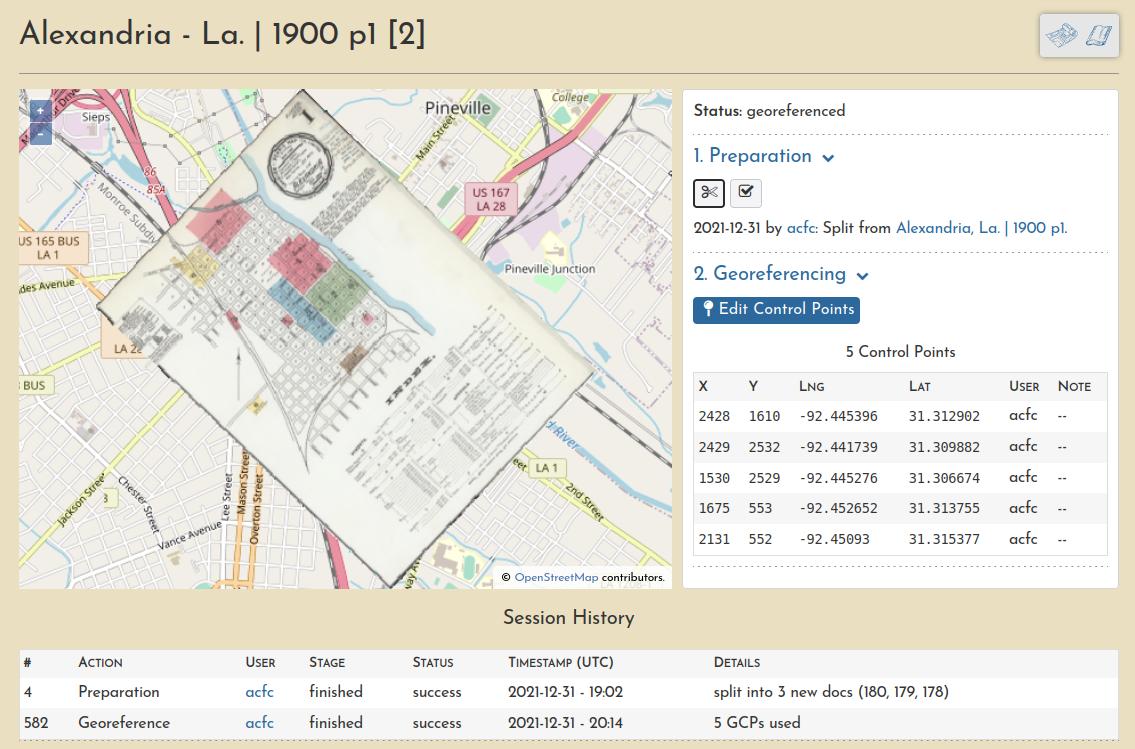 Alexandria - La. | 1900 p1 [2]
Pineville
College
Sieps
Main Street
86
85A
US 167
LA 28
Monroe Subdiv
US 165 BUS
LA 1
Pineville Junction
des Avenue
LA 28
BUS
d River
LA 1
2nd Street
Jackson Street
3
Chester Street
Lee Street
Mason Street
Overton Street
Vance Avenue
1
+
-
© OpenStreetMap contributors.
Status: georeferenced
1. Preparation
2021-12-31 by acfc: Split from Alexandria, La. | 1900 p1.
2. Georeferencing
Edit Control Points
5 Control Points
X Y Lng Lat User Note
2428 1610 -92.445396 31.312902 acfc --
2429 2532 -92.441739 31.309882 acfc --
1530 2529 -92.445276 31.306674 acfc --
1675 553 -92.452652 31.313755 acfc --
2131 552 -92.45093 31.315377 acfc --
Session History
# Action User Stage Status Timestamp (UTC) Details
4 Preparation acfc finished success 2021-12-31 - 19:02 split into 3 new docs (180, 179, 178)
582 Georeference acfc finished success 2021-12-31 - 20:14 5 GCPs used